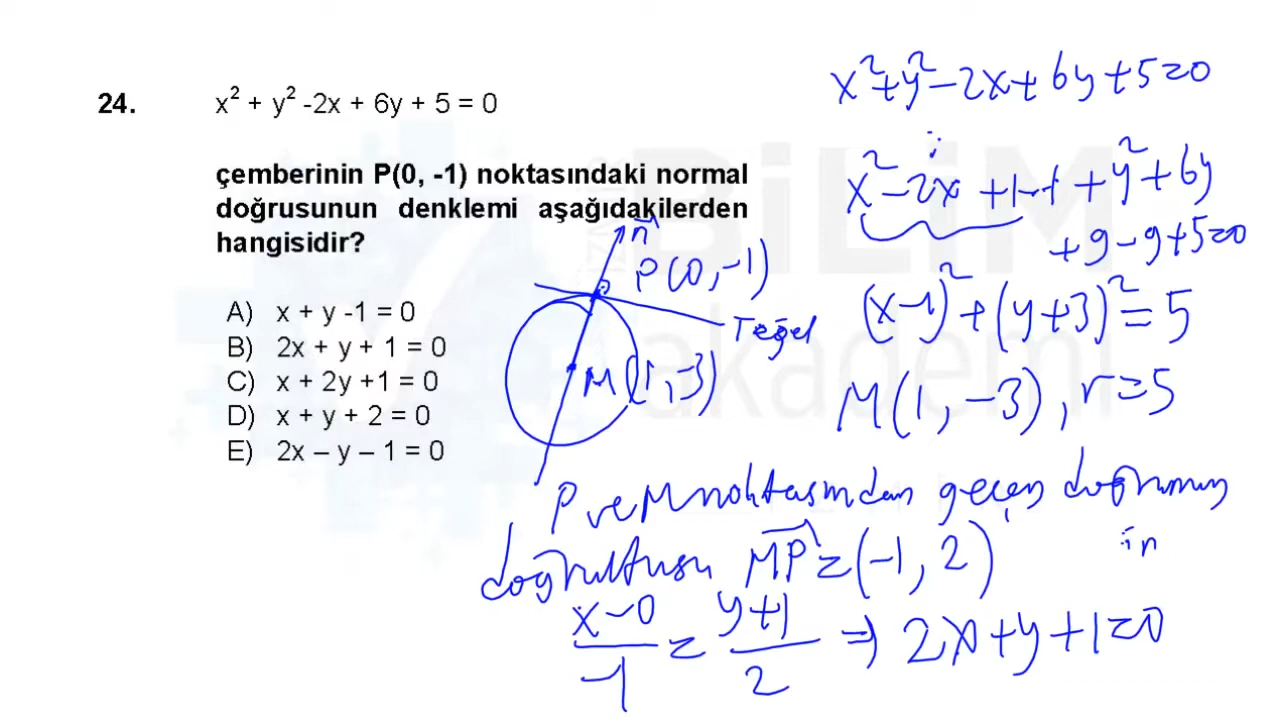 24. x² + y² -2x + 6y + 5 = 0
çemberinin P(0, -1) noktasındaki normal
doğrusunun denklemi aşağıdakilerden
hangisidir?
A) x + y -1 = 0
B) 2x + y + 1 = 0
C) x + 2y +1 = 0
D) x + y + 2 = 0
E) 2x – y – 1 = 0
n
P(0, -1)
Teğet
M(1, -3)
x² + y² - 2x + 6y + 5 = 0
x² - 2x + 1 - 1 + y² + 6y
+ 9 - 9 + 5 = 0
(x-1)² + (y+3)² = 5
M(1, -3), r = 5
P ve M noktasından geçen doğrunun
doğrultusu MP = (-1, 2)
x-0/-1 = y+1/2 ⇒ 2x + y + 1 = 0
BİLİM
akademi